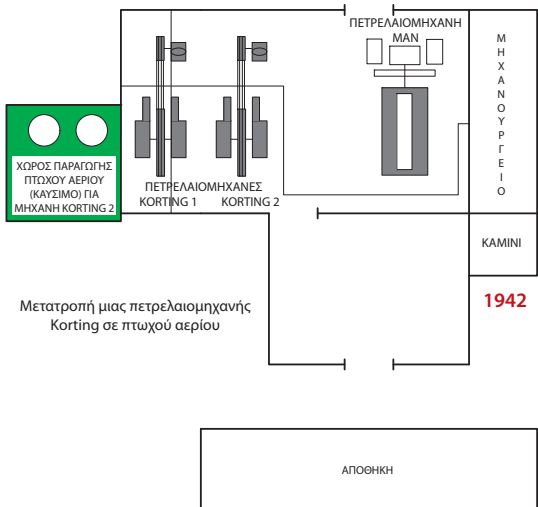 ΠΕΤΡΕΛΑΙΟΜΗΧΑΝΗ
MAN
ΜΗΧΑΝΟΥΡΓΕΙΟ
ΧΩΡΟΣ ΠΑΡΑΓΩΓΗΣ
ΠΤΩΧΟΥ ΑΕΡΙΟΥ
(ΚΑΥΣΙΜΟ) ΓΙΑ
ΜΗΧΑΝΗ KORTING 2
ΠΕΤΡΕΛΑΙΟΜΗΧΑΝΕΣ
KORTING 1 KORTING 2
ΚΑΜΙΝΙ
1942
Μετατροπή μιας πετρελαιομηχανής
Korting σε πτωχού αερίου
ΑΠΟΘΗΚΗ